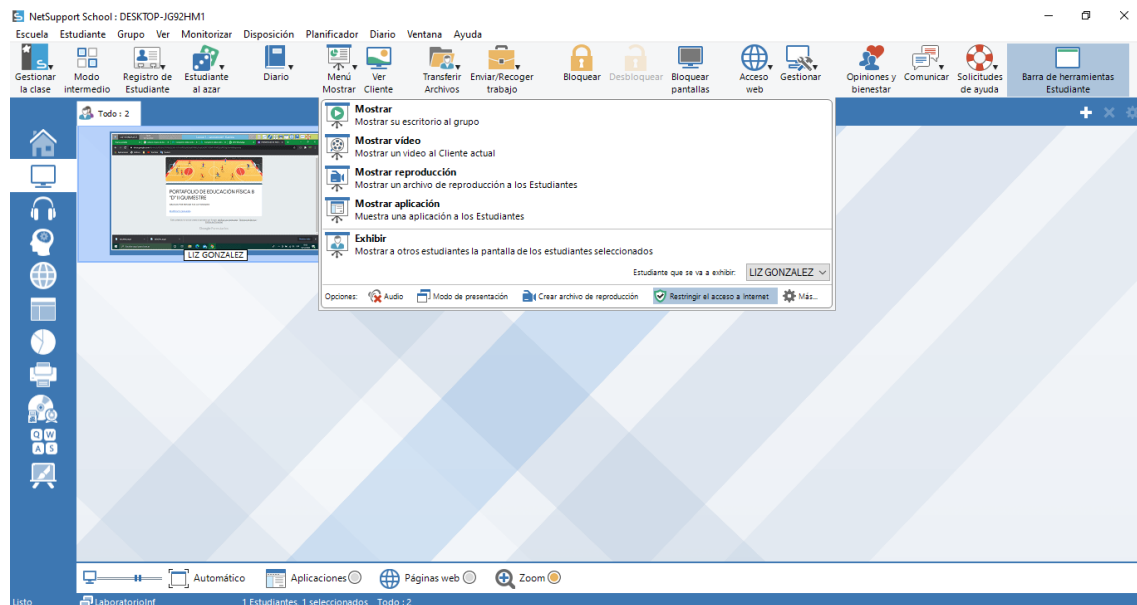 NetSupport School : DESKTOP-JG92HM1
Escuela Estudiante Grupo Ver Monitorizar Disposición Planificador Diario Ventana Ayuda
Gestionar la clase
Modo intermedio
Registro de Estudiante
Estudiante al azar
Diario
Menú Mostrar
Ver Cliente
Transferir Archivos
Enviar/Recoger trabajo
Bloquear
Desbloquear
Bloquear pantallas
Acceso web
Gestionar
Opiniones y bienestar
Comunicar
Solicitudes de ayuda
Barra de herramientas Estudiante
Todo : 2
Mostrar
Mostrar su escritorio al grupo
Mostrar vídeo
Mostrar un video al Cliente actual
Mostrar reproducción
Mostrar un archivo de reproducción a los Estudiantes
Mostrar aplicación
Muestra una aplicación a los Estudiantes
Exhibir
Mostrar a otros estudiantes la pantalla de los estudiantes seleccionados
Estudiante que se va a exhibir: LIZ GONZALEZ
Opciones: Audio Modo de presentación Crear archivo de reproducción Restringir el acceso a Internet Más...
PORTAFOLIO DE EDUCACIÓN FÍSICA 8
"D" II QUIMESTRE
LIZ GONZALEZ
Q W
A S
Automático Aplicaciones Páginas web Zoom
Listo LaboratorioInf 1 Estudiantes 1 seleccionados Todo : 2